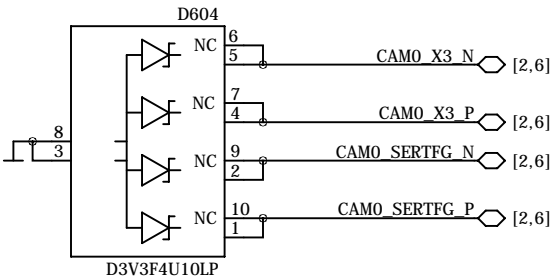 D604
NC 6
5 CAM0_X3_N [2,6]
NC 7
4 CAM0_X3_P [2,6]
8
3
NC 9 CAM0_SERTFG_N [2,6]
2
NC 10 CAM0_SERTFG_P [2,6]
1
D3V3F4U10LP